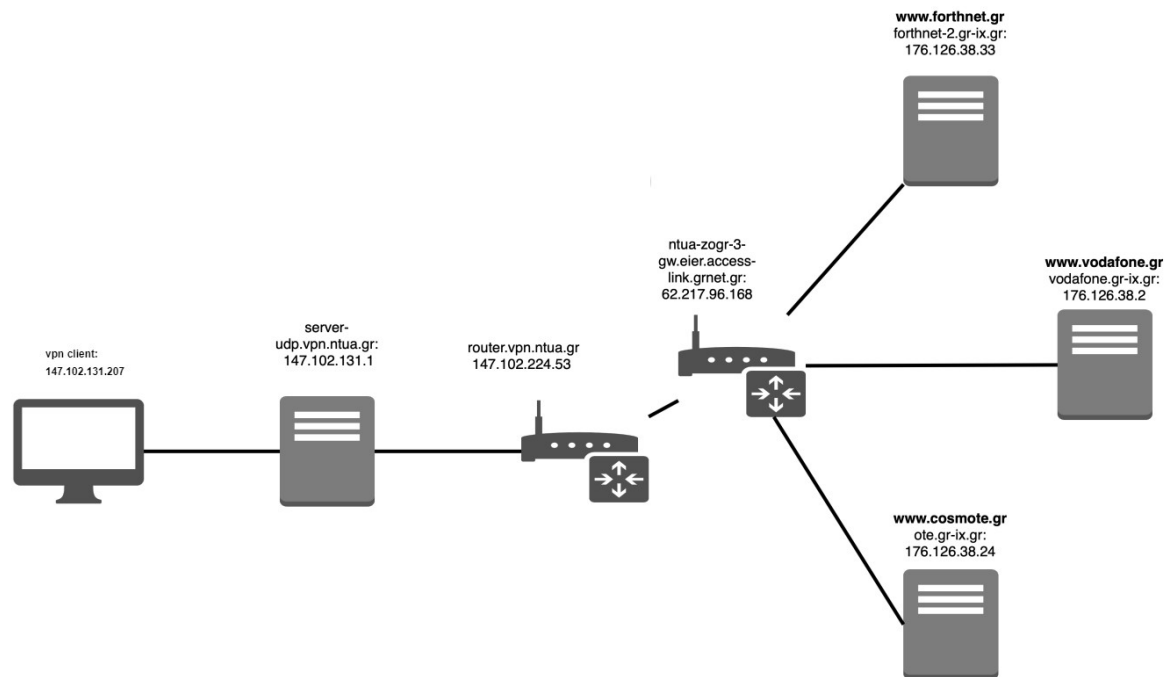 www.forthnet.gr
forthnet-2.gr-ix.gr:
176.126.38.33
ntua-zogr-3-
gw.eier.access-
link.grnet.gr:
62.217.96.168
www.vodafone.gr
vodafone.gr-ix.gr:
176.126.38.2
server-
udp.vpn.ntua.gr:
147.102.131.1
router.vpn.ntua.gr
147.102.224.53
vpn client:
147.102.131.207
www.cosmote.gr
ote.gr-ix.gr:
176.126.38.24